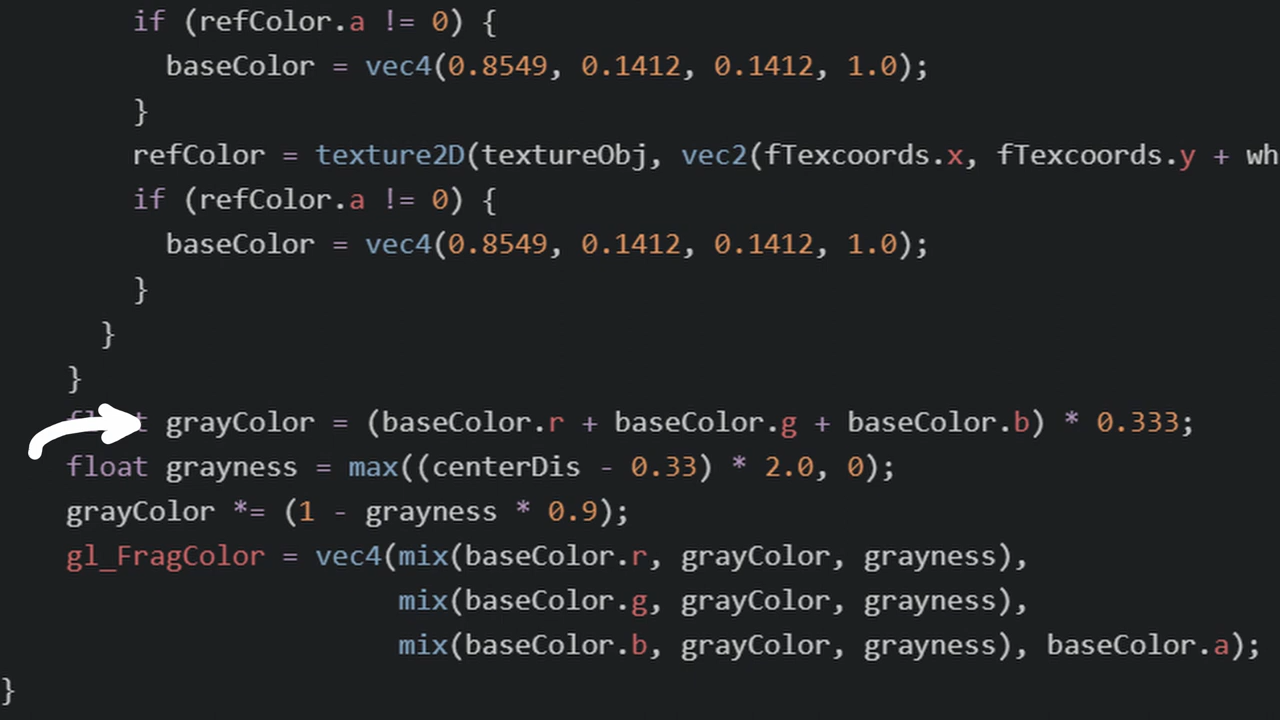 if (refColor.a != 0) {
baseColor = vec4(0.8549, 0.1412, 0.1412, 1.0);
}
refColor = texture2D(textureObj, vec2(fTexcoords.x, fTexcoords.y + wh
if (refColor.a != 0) {
baseColor = vec4(0.8549, 0.1412, 0.1412, 1.0);
}
}
}
float grayColor = (baseColor.r + baseColor.g + baseColor.b) * 0.333;
float grayness = max((centerDis - 0.33) * 2.0, 0);
grayColor *= (1 - grayness * 0.9);
gl_FragColor = vec4(mix(baseColor.r, grayColor, grayness),
mix(baseColor.g, grayColor, grayness),
mix(baseColor.b, grayColor, grayness), baseColor.a);
}